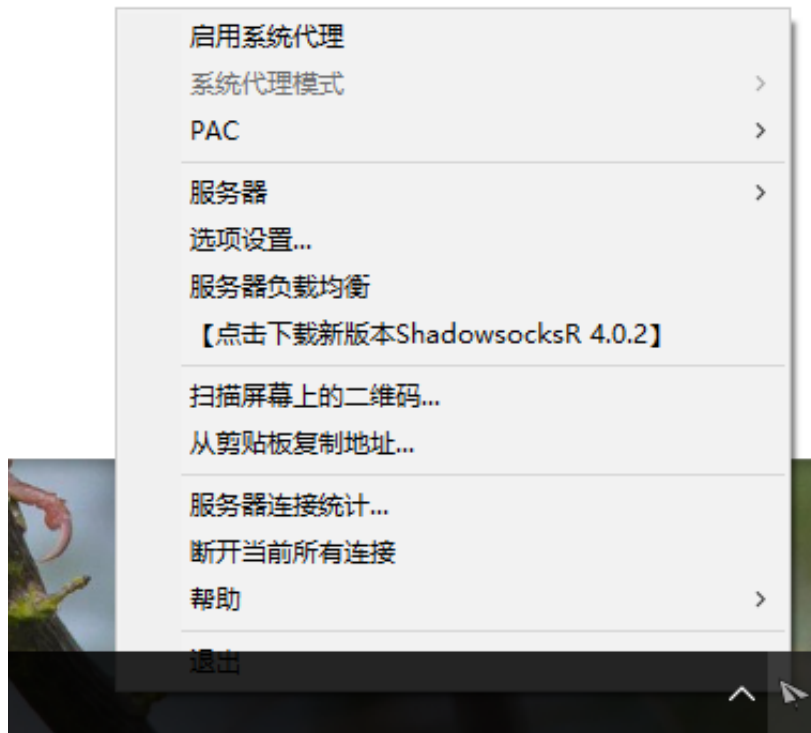 启用系统代理
系统代理模式
PAC
服务器
选项设置...
服务器负载均衡
【点击下载新版本ShadowsocksR 4.0.2】
扫描屏幕上的二维码...
从剪贴板复制地址...
服务器连接统计...
断开当前所有连接
帮助
退出